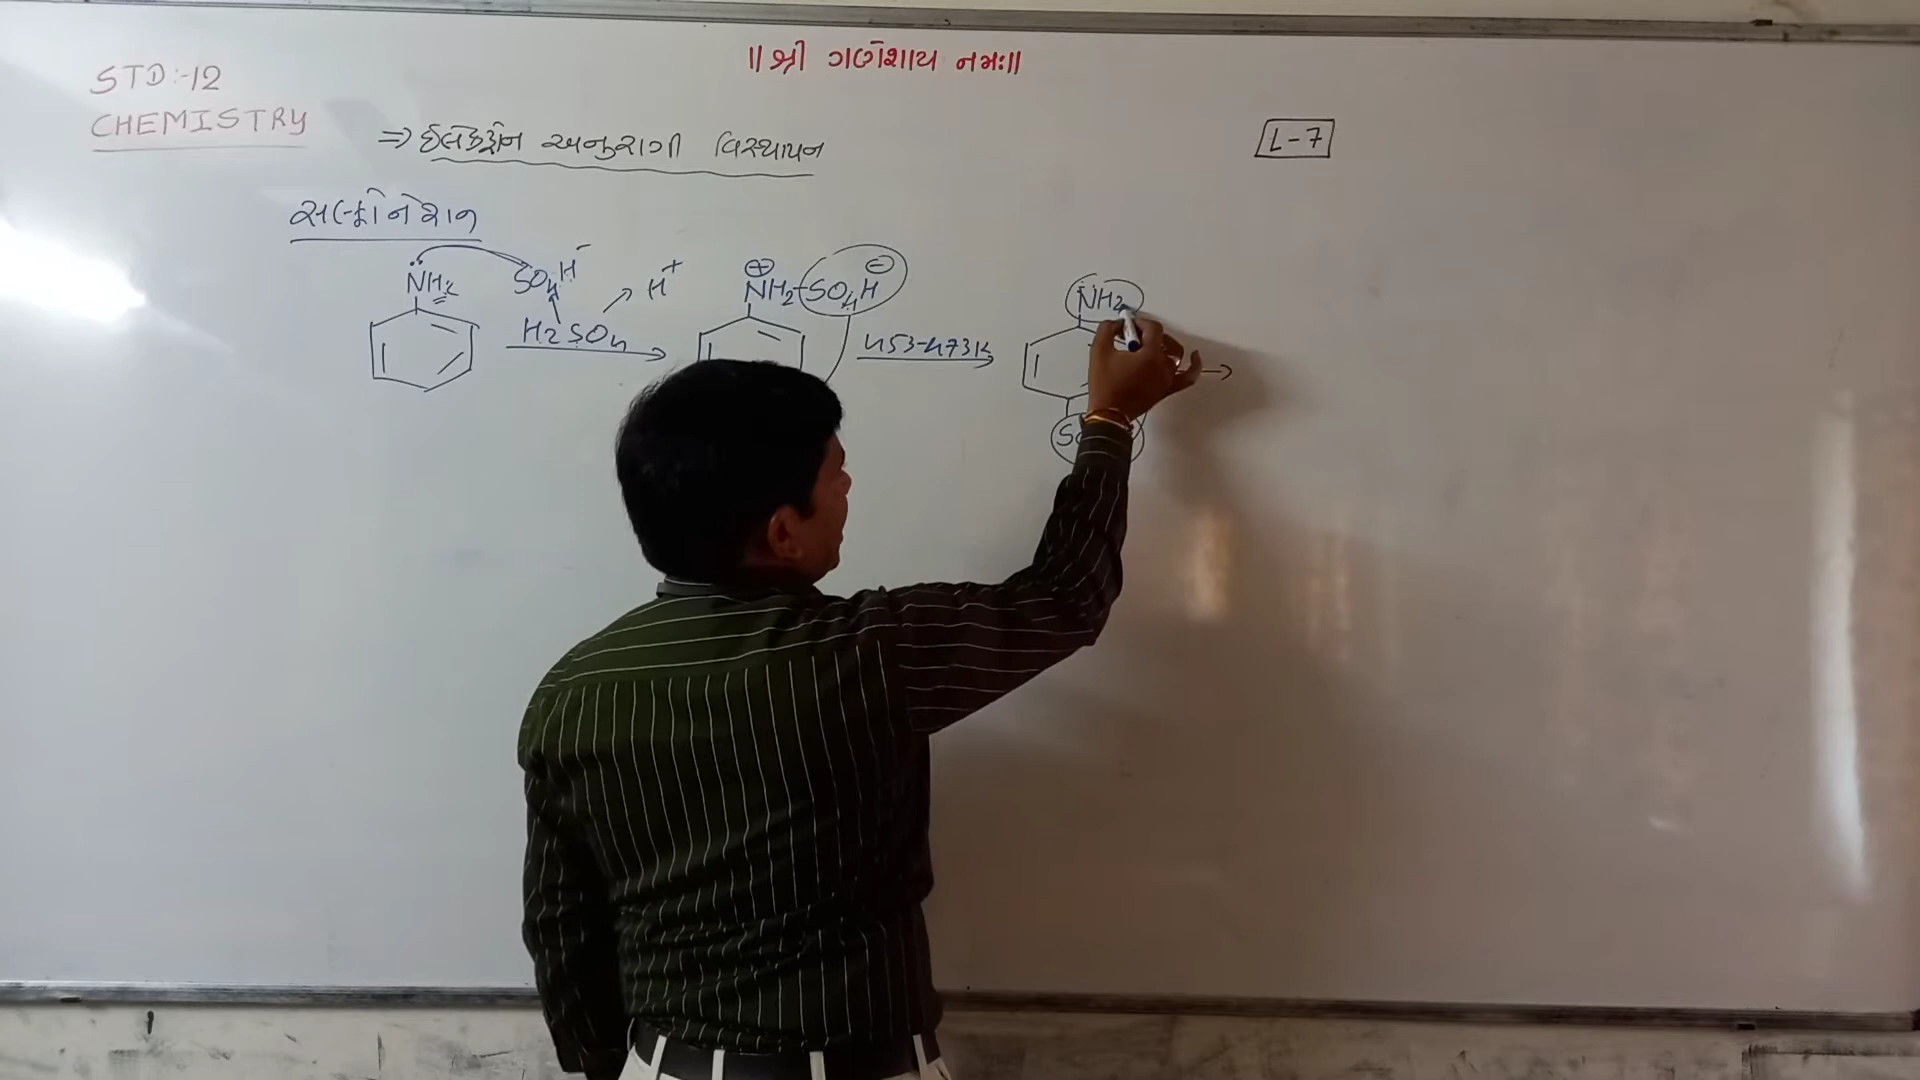 ॥ શ્રી ગણેશાય નમઃ॥
STD:-12
CHEMISTRY
⇒ ઈલેક્ટ્રોન અનુરાગી વિસ્થાપન
L-7
સલ્ફોનેશન
NH2 SO4H⁻ H⁺ ⊕ NH2-SO4H ⊖ NH2
H2SO4 → 453-473K →